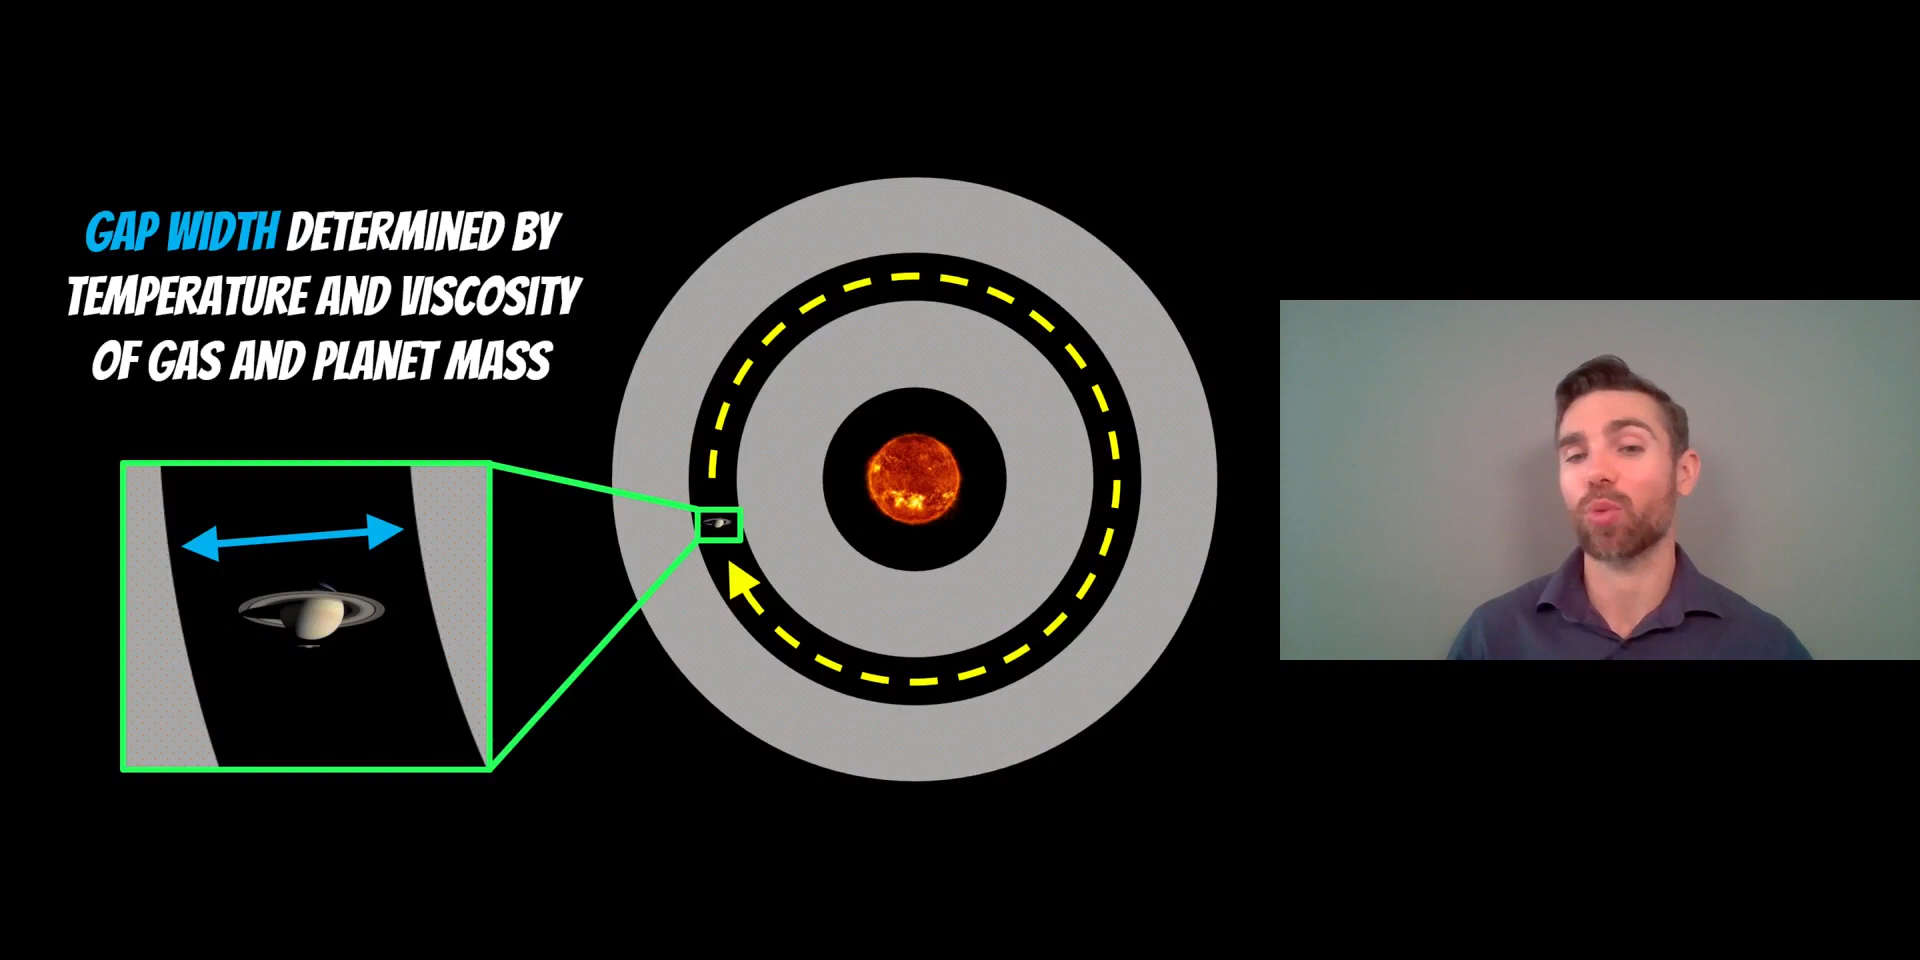 GAP WIDTH DETERMINED BY
TEMPERATURE AND VISCOSITY
OF GAS AND PLANET MASS